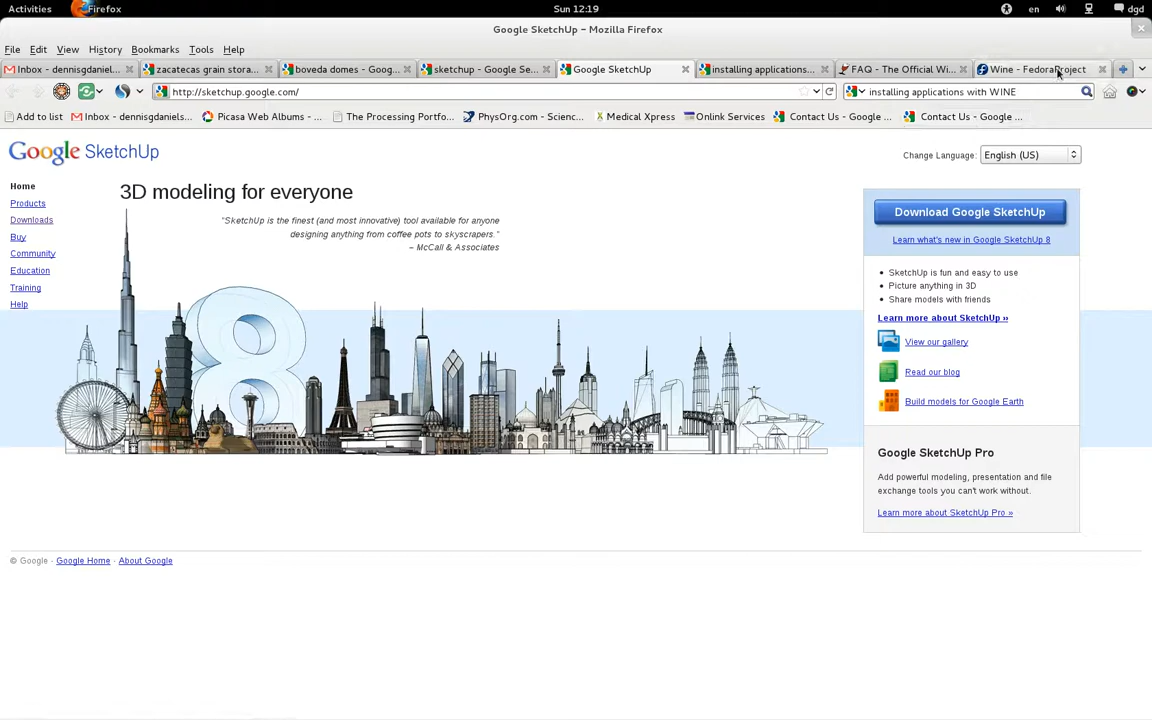 Activities Firefox Sun 12:19 en dgd
Google SketchUp - Mozilla Firefox
File Edit View History Bookmarks Tools Help
Inbox - dennisgdaniel... zacatecas grain stora... boveda domes - Goog... sketchup - Google Se... Google SketchUp installing applications... FAQ - The Official Wi... Wine - FedoraProject
http://sketchup.google.com/ installing applications with WINE
Add to list Inbox - dennisgdaniels... Picasa Web Albums - ... The Processing Portfo... PhysOrg.com - Scienc... Medical Xpress Onlink Services Contact Us - Google ... Contact Us - Google ...
Google SketchUp
Change Language: English (US)
Home
Products
Downloads
Buy
Community
Education
Training
Help
3D modeling for everyone
"SketchUp is the finest (and most innovative) tool available for anyone
designing anything from coffee pots to skyscrapers."
– McCall & Associates
8
Download Google SketchUp
Learn what's new in Google SketchUp 8
• SketchUp is fun and easy to use
• Picture anything in 3D
• Share models with friends
Learn more about SketchUp »
View our gallery
Read our blog
Build models for Google Earth
Google SketchUp Pro
Add powerful modeling, presentation and file
exchange tools you can't work without.
Learn more about SketchUp Pro »
© Google - Google Home - About Google